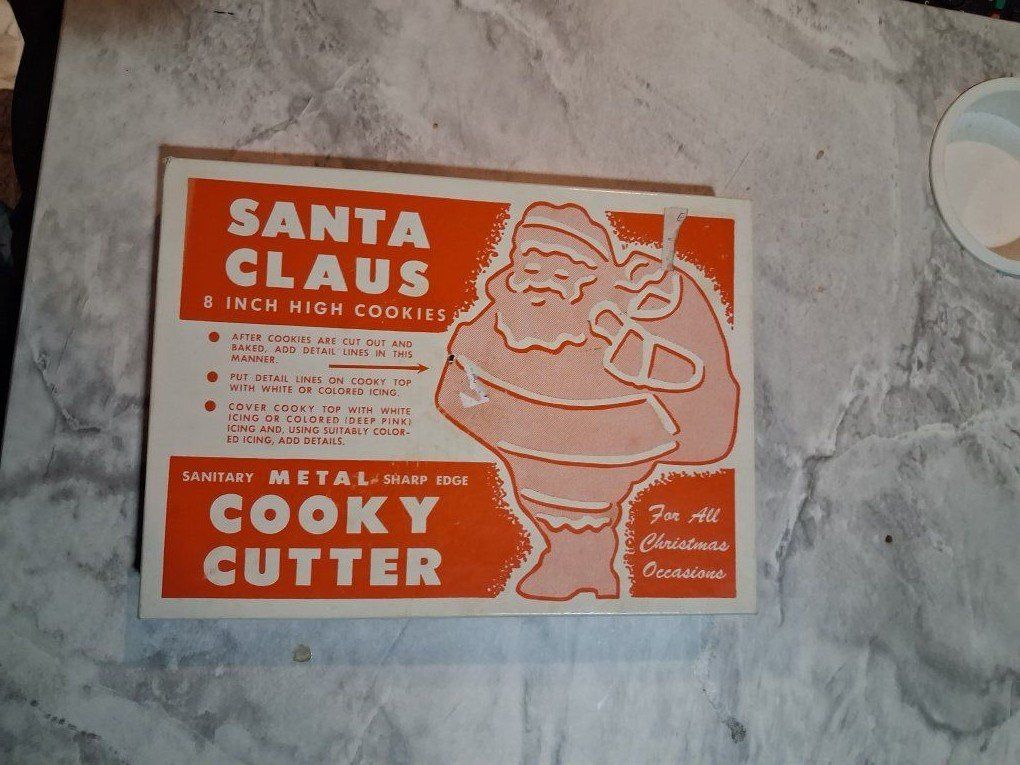 SANTA
CLAUS
8 INCH HIGH COOKIES
AFTER COOKIES ARE CUT OUT AND
BAKED, ADD DETAIL LINES IN THIS
MANNER.
PUT DETAIL LINES ON COOKY TOP
WITH WHITE OR COLORED ICING.
COVER COOKY TOP WITH WHITE
ICING OR COLORED (DEEP PINK)
ICING AND, USING SUITABLY COLOR-
ED ICING, ADD DETAILS.
SANITARY METAL SHARP EDGE
COOKY
CUTTER
For All
Christmas
Occasions